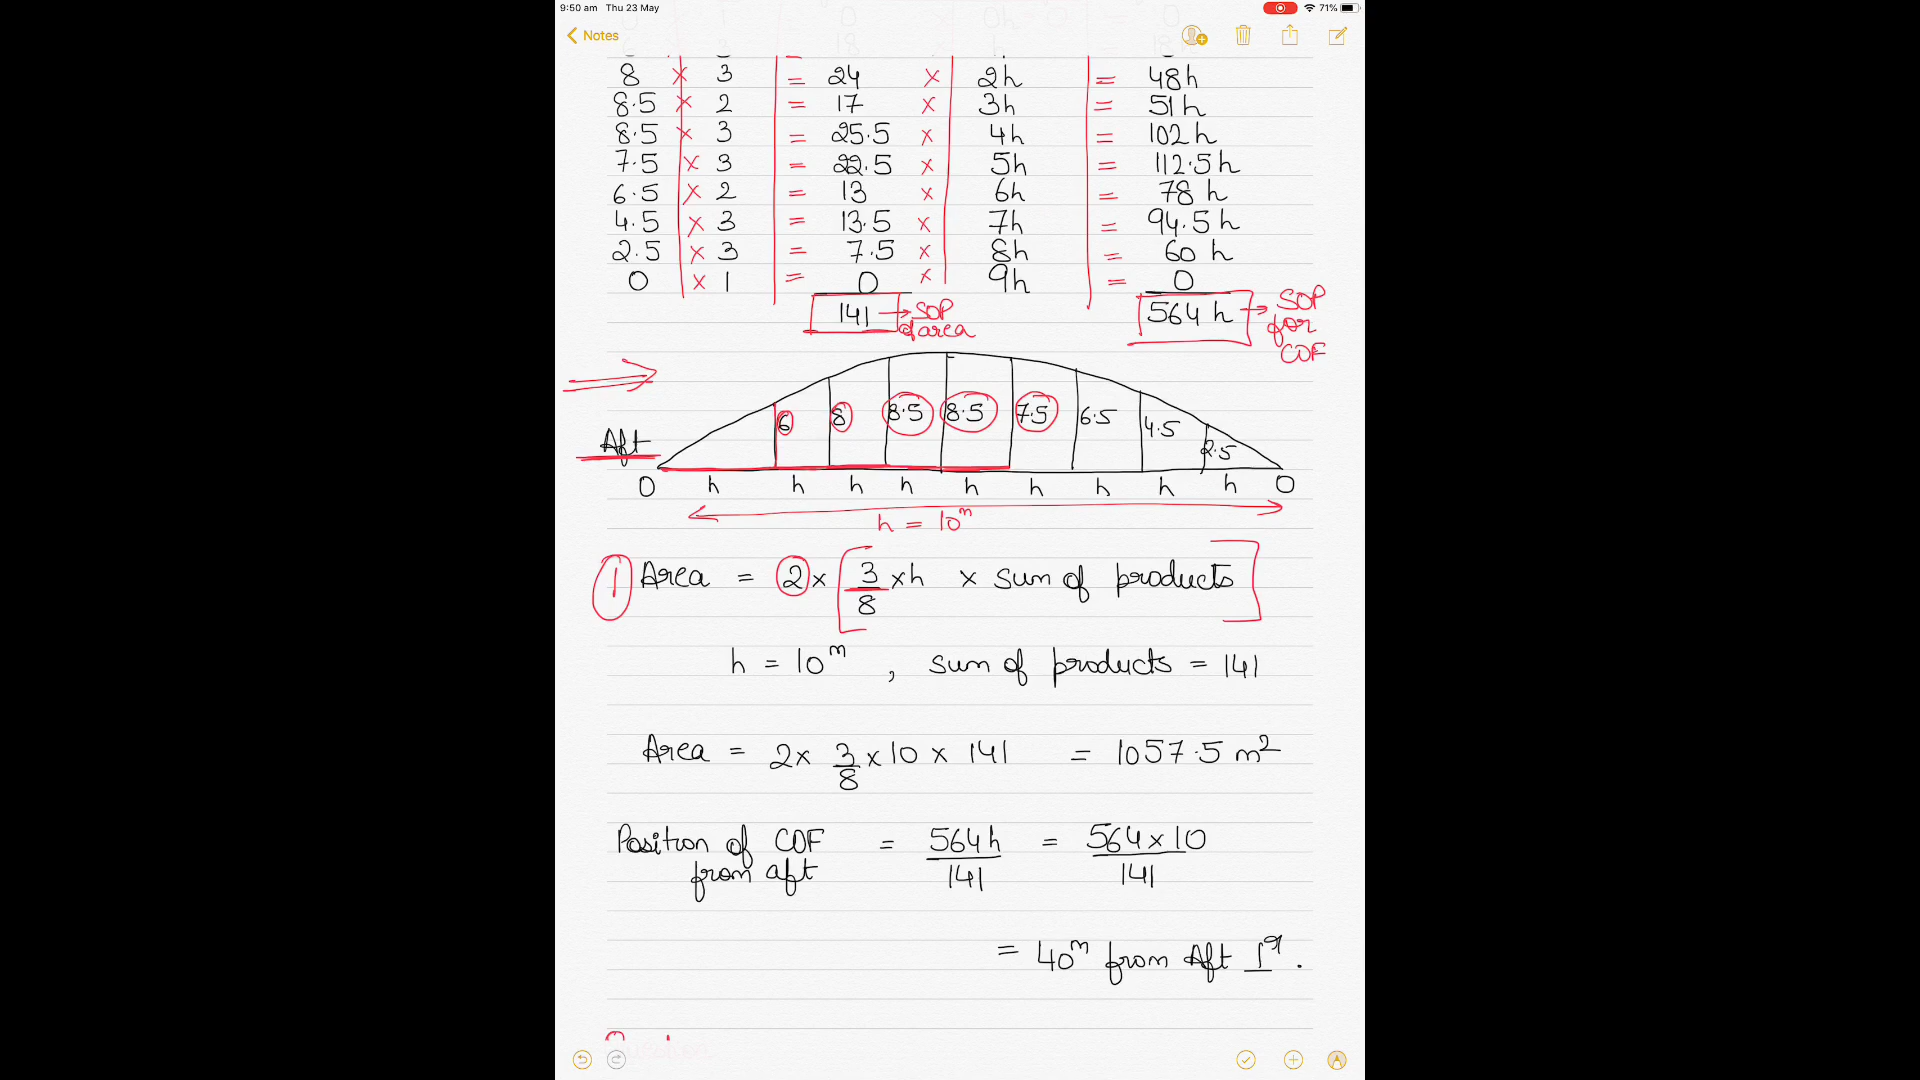 9:50 am Thu 23 May
71%
Notes
8 × 3 = 24 × 2h = 48h
8.5 × 2 = 17 × 3h = 51h
8.5 × 3 = 25.5 × 4h = 102h
7.5 × 3 = 22.5 × 5h = 112.5h
6.5 × 2 = 13 × 6h = 78h
4.5 × 3 = 13.5 × 7h = 94.5h
2.5 × 3 = 7.5 × 8h = 60h
0 × 1 = 0 × 9h = 0
141 → SOP of area
564h → SOP for COF
6 8 8.5 8.5 7.5 6.5 4.5 2.5
Aft
0 h h h h h h h h h 0
h = 10m
1 Area = 2 × [3/8 × h × sum of products]
h = 10m, sum of products = 141
Area = 2 × 3/8 × 10 × 141 = 1057.5 m²
Position of COF from aft = 564h/141 = 564×10/141
= 40m from Aft